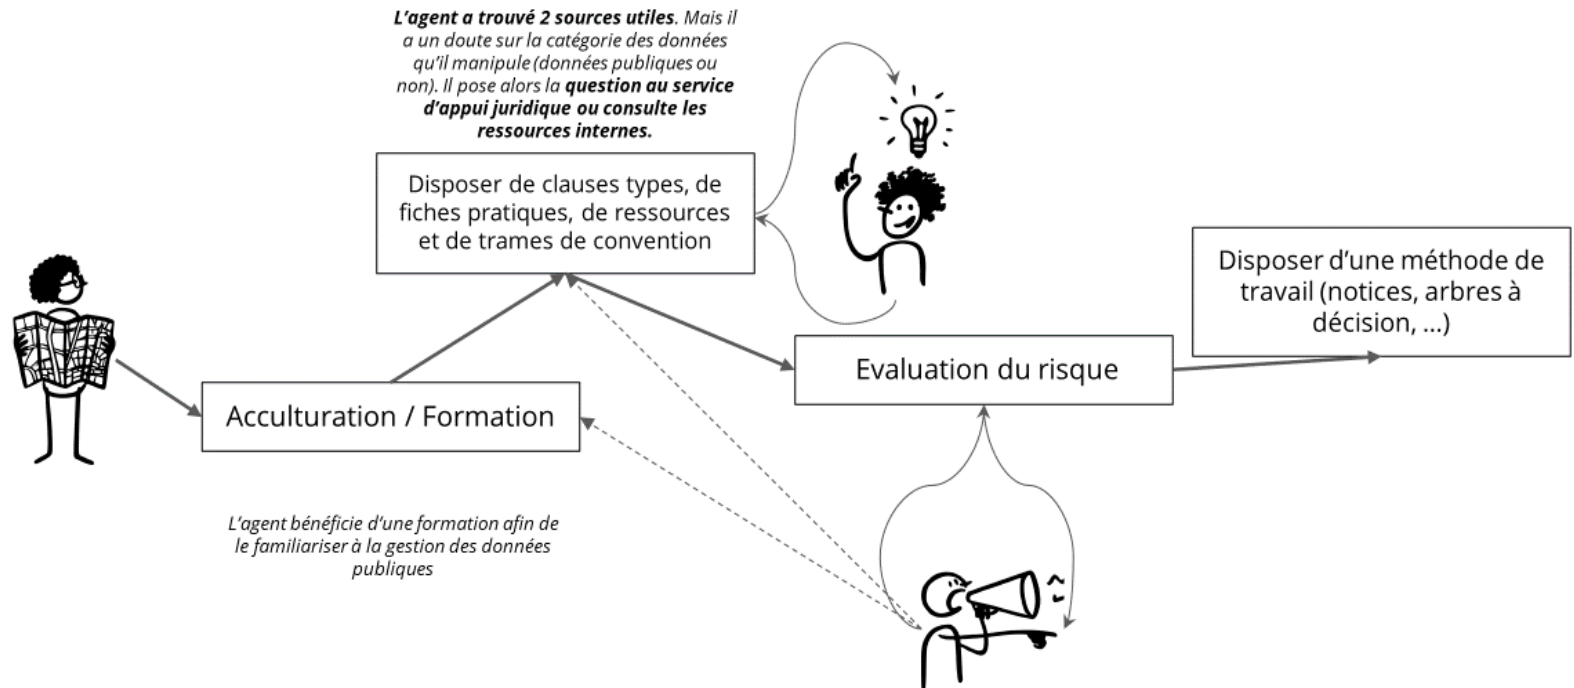 L’agent a trouvé 2 sources utiles. Mais il
a un doute sur la catégorie des données
qu’il manipule (données publiques ou
non). Il pose alors la question au service
d’appui juridique ou consulte les
ressources internes.
Disposer de clauses types, de
fiches pratiques, de ressources
et de trames de convention
Disposer d’une méthode de
travail (notices, arbres à
décision, ...)
Evaluation du risque
Acculturation / Formation
L’agent bénéficie d’une formation afin de
le familiariser à la gestion des données
publiques